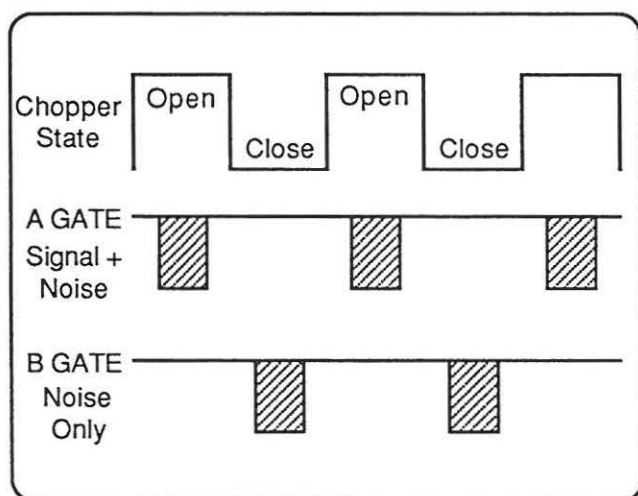 Chopper
State
Open
Close
Open
Close
A GATE
Signal +
Noise
B GATE
Noise
Only